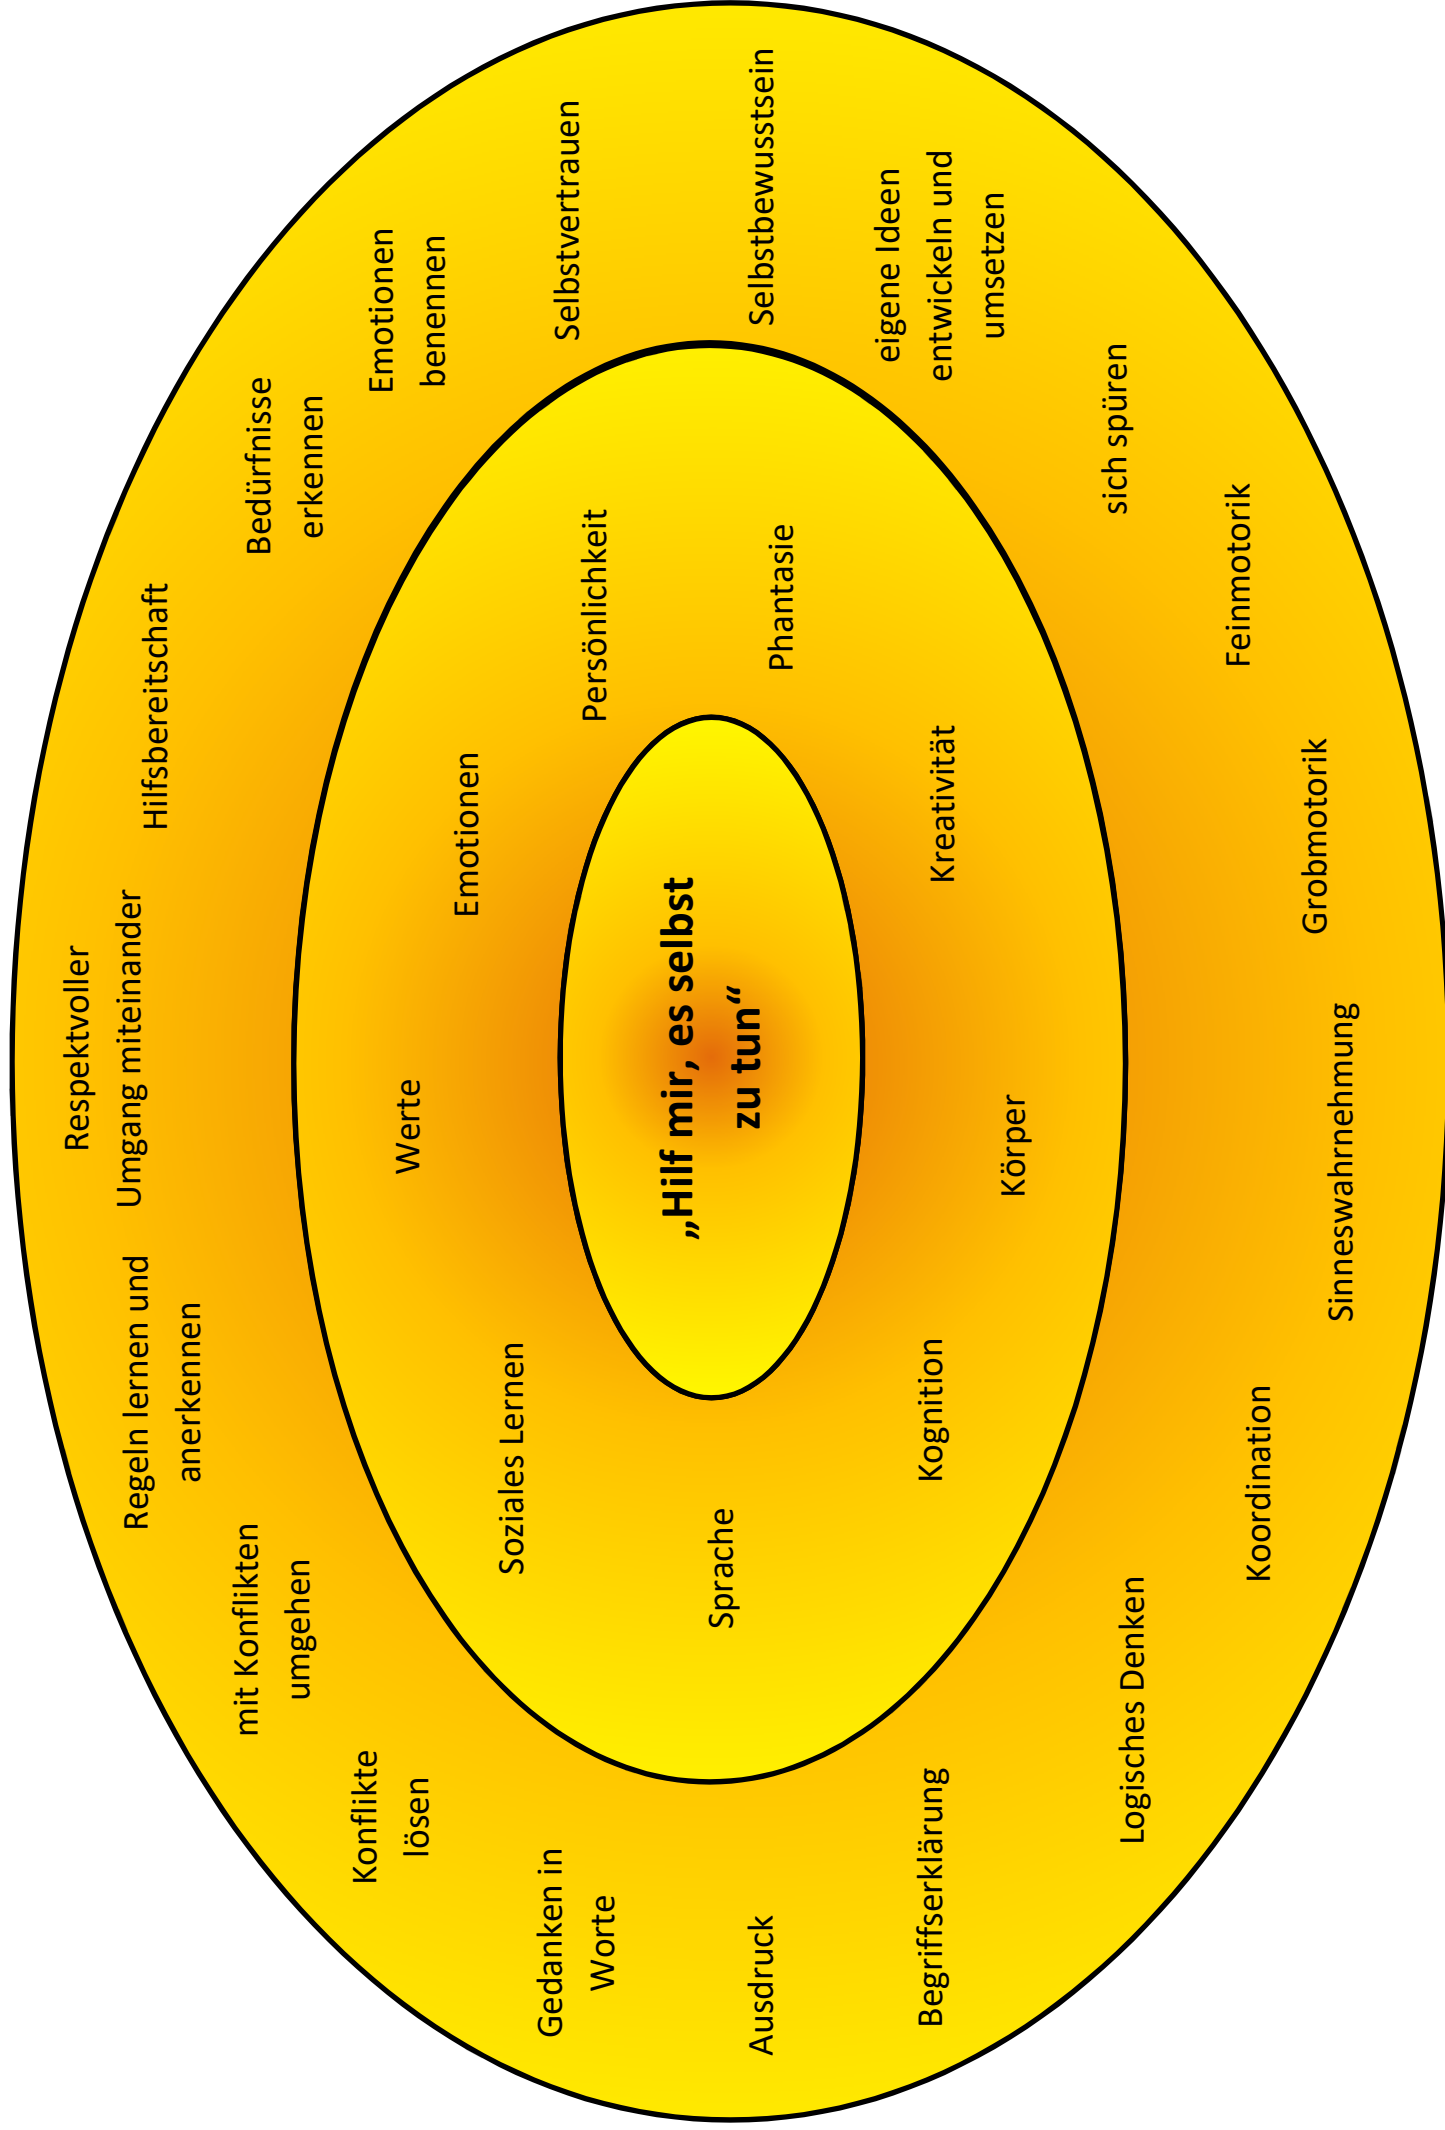 Respektvoller
Umgang miteinander
Regeln lernen und
anerkennen
Hilfsbereitschaft
mit Konflikten
umgehen
Bedürfnisse
erkennen
Konflikte
lösen
Emotionen
benennen
Gedanken in
Worte
Selbstvertrauen
Ausdruck
Selbstbewusstsein
Begriffserklärung
eigene Ideen
entwickeln und
umsetzen
Logisches Denken
sich spüren
Koordination
Feinmotorik
Sinneswahrnehmung
Grobmotorik
Werte
Emotionen
Soziales Lernen
Persönlichkeit
Sprache
Phantasie
Kognition
Kreativität
Körper
„Hilf mir, es selbst
zu tun“